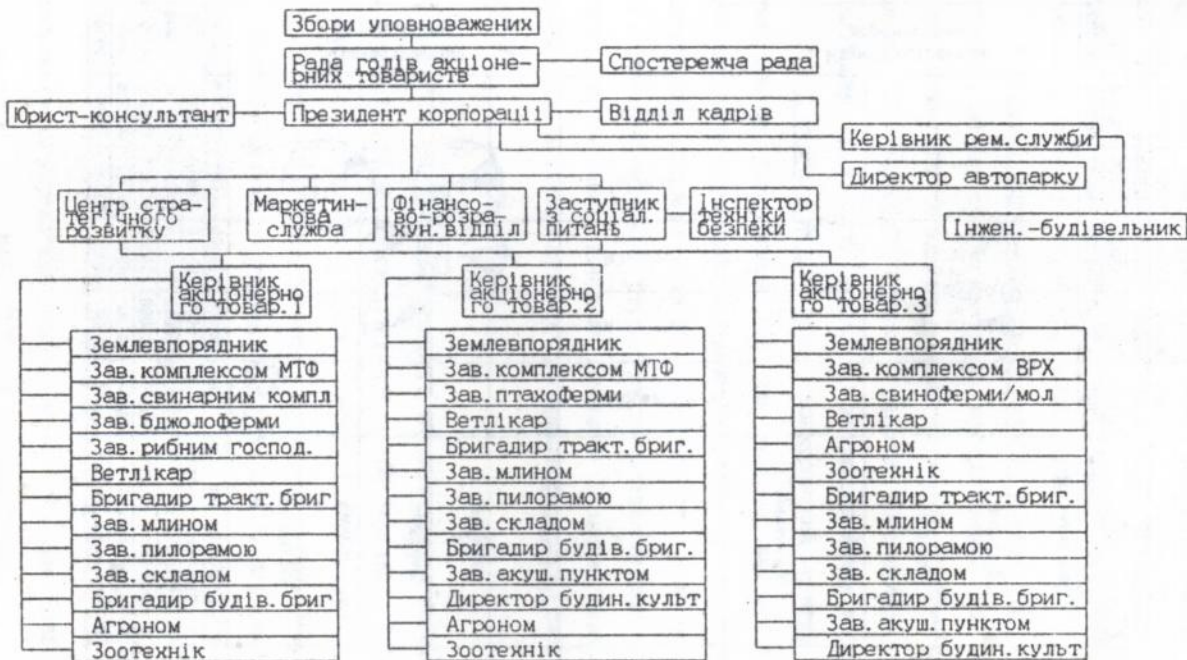 Збори уповноважених
Рада голів акціоне-
рних товариств
Спостережча рада
Юрист-консультант
Президент корпорації
Відділ кадрів
Керівник рем.служби
Директор автопарку
Центр стра-
тегічного
розвитку
Маркетин-
гова
служба
Фінансо-
во-розра-
хун.відділ
Заступник
з соціал.
питань
Інспектор
техніки
безпеки
Інжен.-будівельник
Керівник
акціонерно
го товар.1
Землевпорядник
Зав.комплексом МТФ
Зав.свинарним компл
Зав.бджолоферми
Зав.рибним господ.
Ветлікар
Бригадир тракт.бриг
Зав.млином
Зав.пилорамою
Зав.складом
Бригадир будів.бриг
Агроном
Зоотехнік
Керівник
акціонерно
го товар.2
Землевпорядник
Зав.комплексом МТФ
Зав.птахоферми
Ветлікар
Бригадир тракт.бриг.
Зав.млином
Зав.пилорамою
Зав.складом
Бригадир будів.бриг.
Зав.акуш.пунктом
Директор будин.культ
Агроном
Зоотехнік
Керівник
акціонерно
го товар.3
Землевпорядник
Зав.комплексом ВРХ
Зав.свиноферми/мол
Ветлікар
Агроном
Зоотехнік
Бригадир тракт.бриг.
Зав.млином
Зав.пилорамою
Зав.складом
Бригадир будів.бриг.
Зав.акуш.пунктом
Директор будин.культ